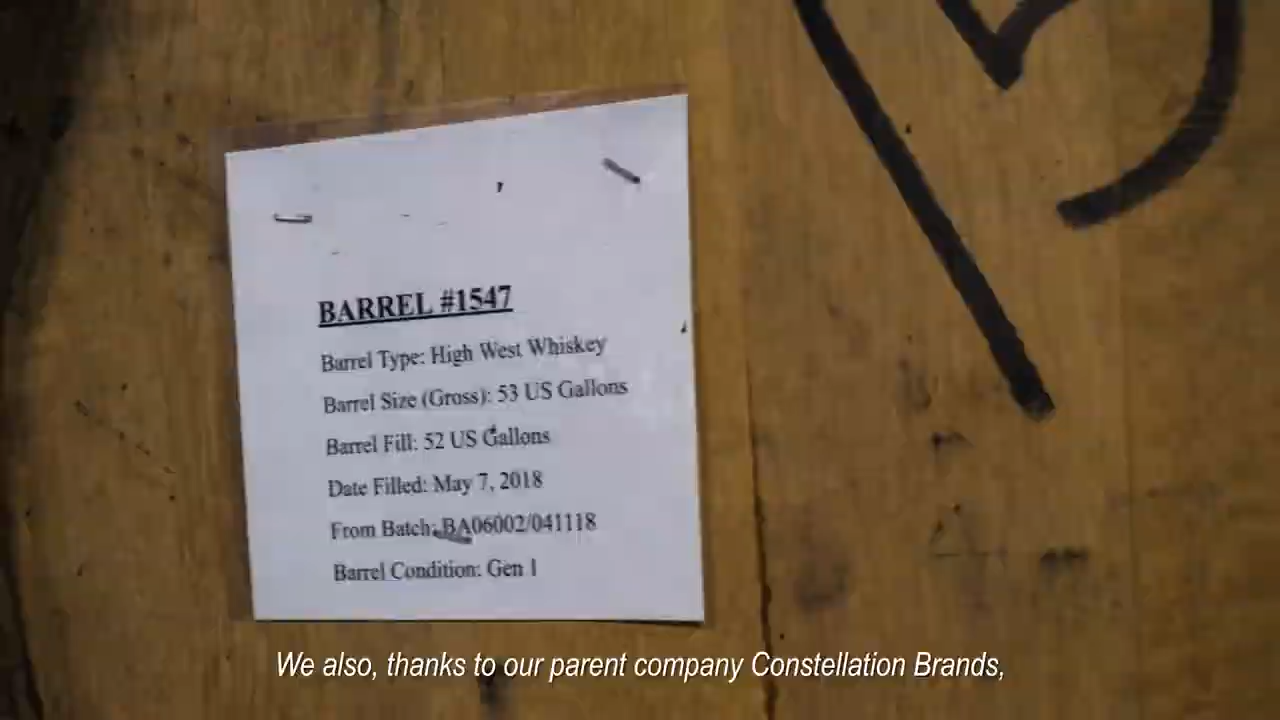 BARREL #1547
Barrel Type: High West Whiskey
Barrel Size (Gross): 53 US Gallons
Barrel Fill: 52 US Gallons
Date Filled: May 7, 2018
From Batch: BA06002/041118
Barrel Condition: Gen 1
We also, thanks to our parent company Constellation Brands,